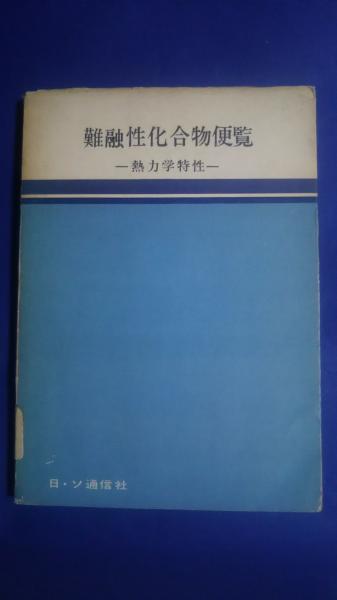 難融性化合物便覧
—熱力学特性—
日・ソ通信社